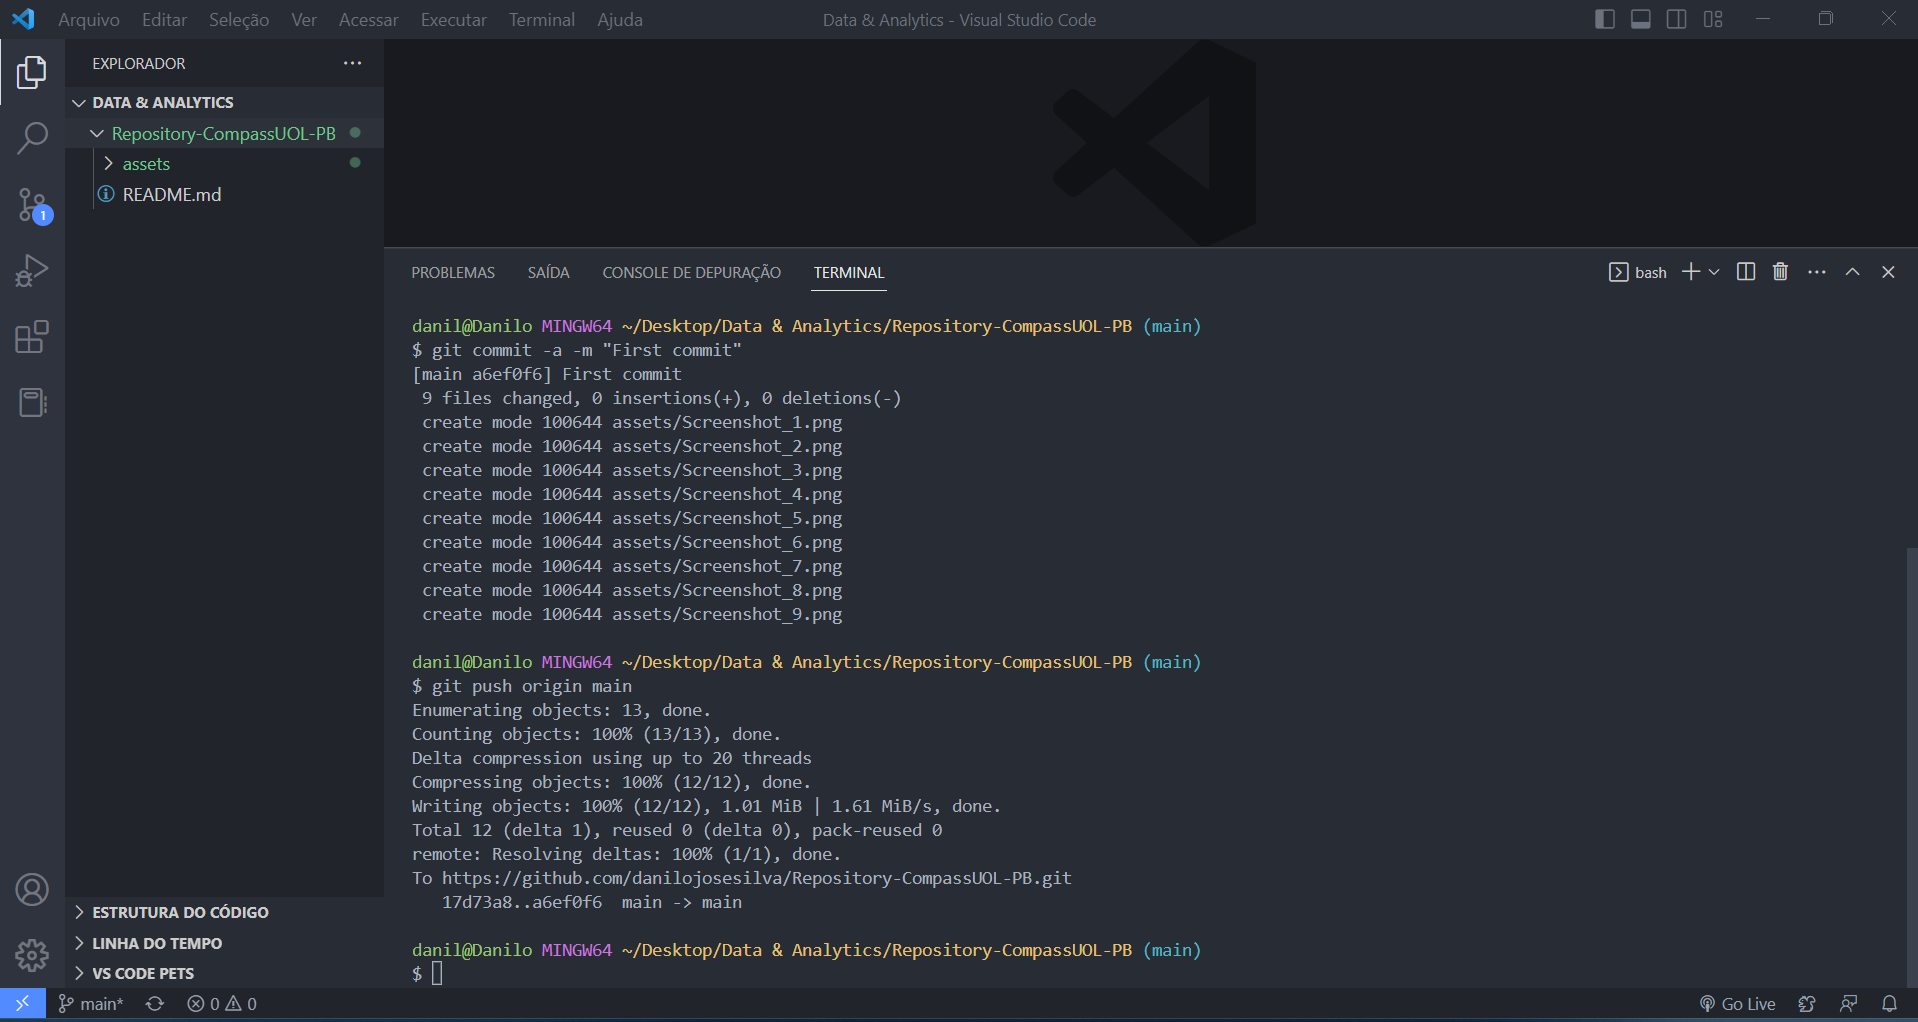 Arquivo Editar Seleção Ver Acessar Executar Terminal Ajuda
Data & Analytics - Visual Studio Code
EXPLORADOR
DATA & ANALYTICS
Repository-CompassUOL-PB
assets
README.md
1
ESTRUTURA DO CÓDIGO
LINHA DO TEMPO
VS CODE PETS
PROBLEMAS SAÍDA CONSOLE DE DEPURAÇÃO TERMINAL
bash
danil@Danilo MINGW64 ~/Desktop/Data & Analytics/Repository-CompassUOL-PB (main)
$ git commit -a -m "First commit"
[main a6ef0f6] First commit
 9 files changed, 0 insertions(+), 0 deletions(-)
 create mode 100644 assets/Screenshot_1.png
 create mode 100644 assets/Screenshot_2.png
 create mode 100644 assets/Screenshot_3.png
 create mode 100644 assets/Screenshot_4.png
 create mode 100644 assets/Screenshot_5.png
 create mode 100644 assets/Screenshot_6.png
 create mode 100644 assets/Screenshot_7.png
 create mode 100644 assets/Screenshot_8.png
 create mode 100644 assets/Screenshot_9.png
danil@Danilo MINGW64 ~/Desktop/Data & Analytics/Repository-CompassUOL-PB (main)
$ git push origin main
Enumerating objects: 13, done.
Counting objects: 100% (13/13), done.
Delta compression using up to 20 threads
Compressing objects: 100% (12/12), done.
Writing objects: 100% (12/12), 1.01 MiB | 1.61 MiB/s, done.
Total 12 (delta 1), reused 0 (delta 0), pack-reused 0
remote: Resolving deltas: 100% (1/1), done.
To https://github.com/danilojosesilva/Repository-CompassUOL-PB.git
   17d73a8..a6ef0f6  main -> main
danil@Danilo MINGW64 ~/Desktop/Data & Analytics/Repository-CompassUOL-PB (main)
$
main* 0 0
Go Live